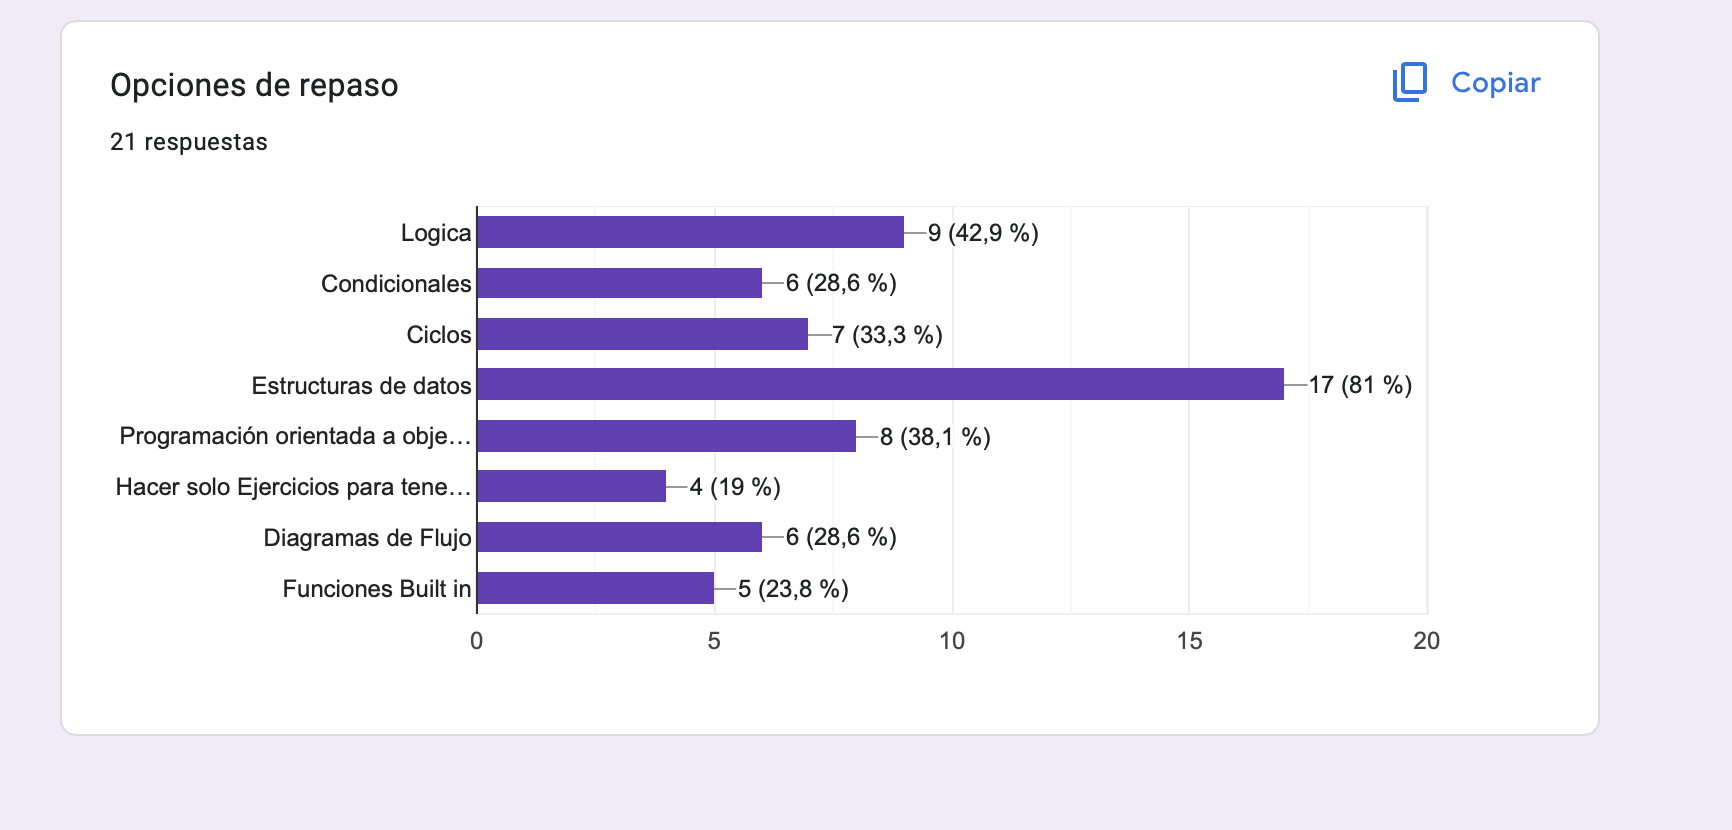 Opciones de repaso
Copiar
21 respuestas
Logica 9 (42,9 %)
Condicionales 6 (28,6 %)
Ciclos 7 (33,3 %)
Estructuras de datos 17 (81 %)
Programación orientada a obje… 8 (38,1 %)
Hacer solo Ejercicios para tene… 4 (19 %)
Diagramas de Flujo 6 (28,6 %)
Funciones Built in 5 (23,8 %)
0 5 10 15 20